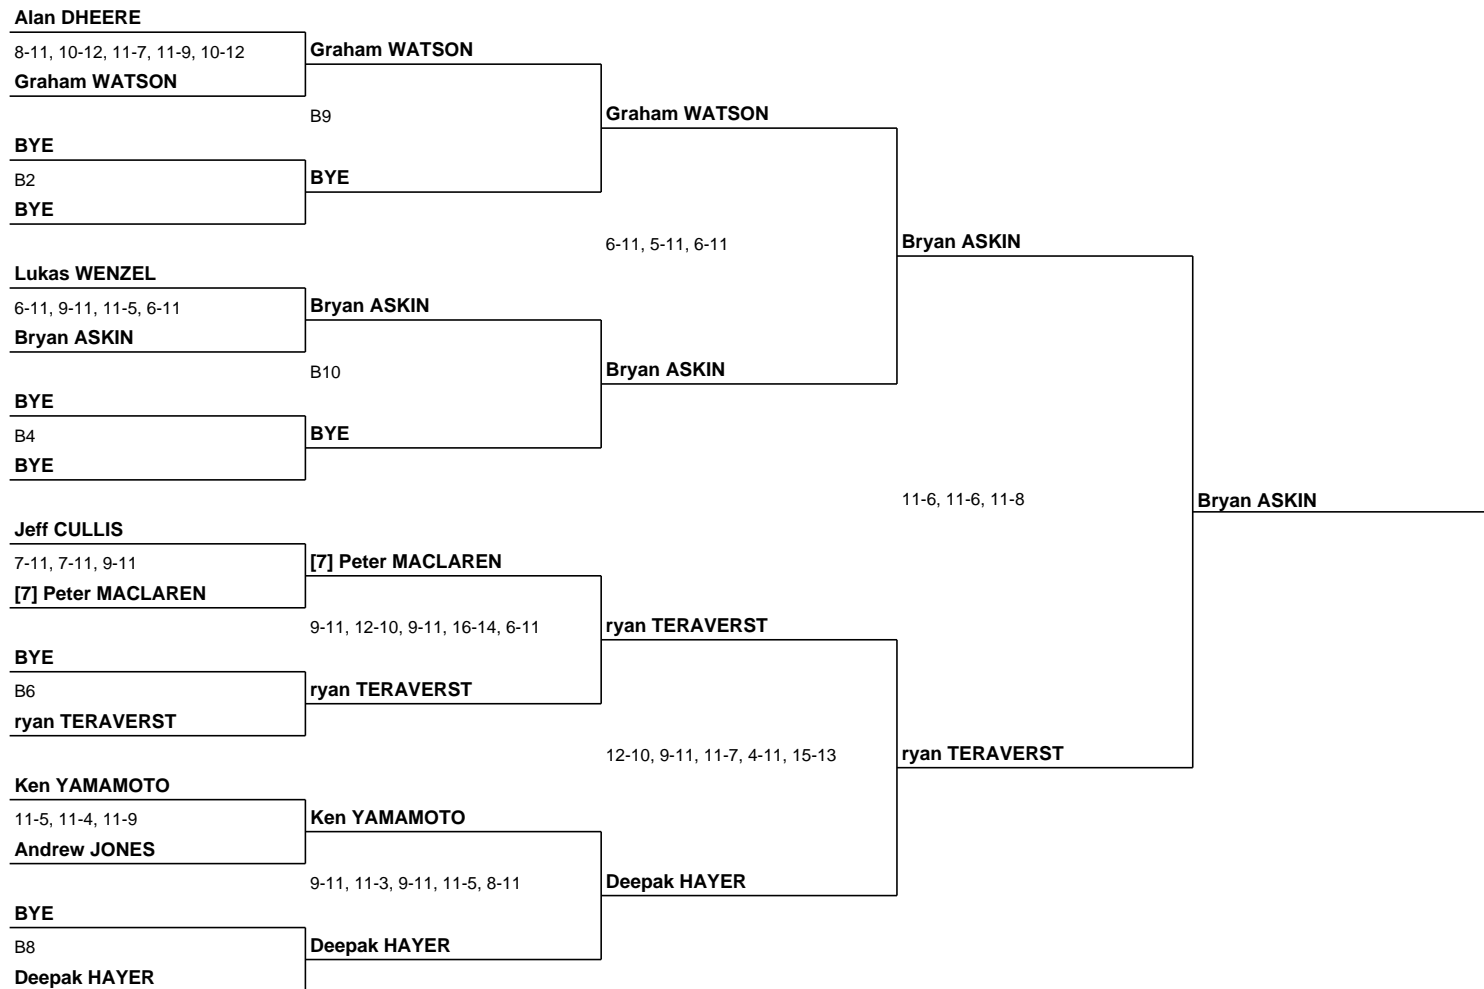 Alan DHEERE
8-11, 10-12, 11-7, 11-9, 10-12
Graham WATSON
Graham WATSON
B9
Graham WATSON
BYE
B2
BYE
BYE
6-11, 5-11, 6-11
Bryan ASKIN
Lukas WENZEL
6-11, 9-11, 11-5, 6-11
Bryan ASKIN
Bryan ASKIN
B10
Bryan ASKIN
BYE
B4
BYE
BYE
11-6, 11-6, 11-8
Bryan ASKIN
Jeff CULLIS
7-11, 7-11, 9-11
[7] Peter MACLAREN
[7] Peter MACLAREN
9-11, 12-10, 9-11, 16-14, 6-11
ryan TERAVERST
BYE
B6
ryan TERAVERST
ryan TERAVERST
12-10, 9-11, 11-7, 4-11, 15-13
ryan TERAVERST
Ken YAMAMOTO
11-5, 11-4, 11-9
Andrew JONES
Ken YAMAMOTO
9-11, 11-3, 9-11, 11-5, 8-11
Deepak HAYER
BYE
B8
Deepak HAYER
Deepak HAYER